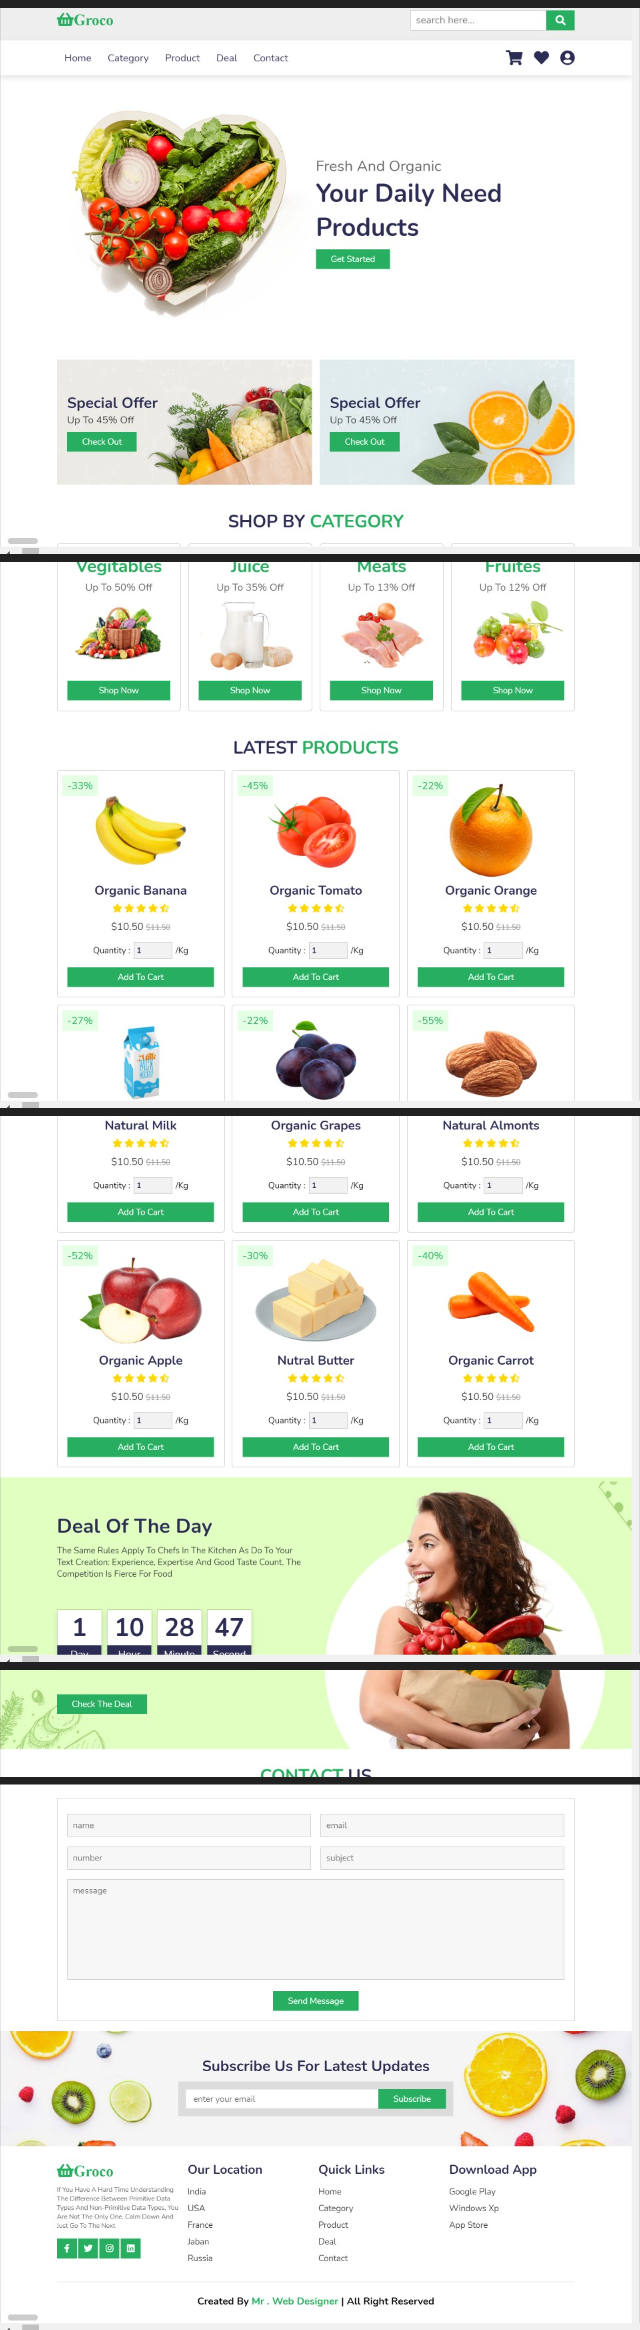 Groco
search here...
Home Category Product Deal Contact
Fresh And Organic
Your Daily Need
Products
Get Started
Special Offer
Up To 45% Off
Check Out
Special Offer
Up To 45% Off
Check Out
SHOP BY CATEGORY
Vegitables Juice Meats Fruites
Up To 50% Off Up To 35% Off Up To 13% Off Up To 12% Off
Shop Now Shop Now Shop Now Shop Now
LATEST PRODUCTS
-33% -45% -22%
Organic Banana Organic Tomato Organic Orange
$10.50 $11.50 $10.50 $11.50 $10.50 $11.50
Quantity : 1 /Kg Quantity : 1 /Kg Quantity : 1 /Kg
Add To Cart Add To Cart Add To Cart
-27% -22% -55%
Milk
Natural Milk Organic Grapes Natural Almonts
$10.50 $11.50 $10.50 $11.50 $10.50 $11.50
Quantity : 1 /Kg Quantity : 1 /Kg Quantity : 1 /Kg
Add To Cart Add To Cart Add To Cart
-52% -30% -40%
Organic Apple Nutral Butter Organic Carrot
$10.50 $11.50 $10.50 $11.50 $10.50 $11.50
Quantity : 1 /Kg Quantity : 1 /Kg Quantity : 1 /Kg
Add To Cart Add To Cart Add To Cart
Deal Of The Day
The Same Rules Apply To Chefs In The Kitchen As Do To Your
Text Creation: Experience, Expertise And Good Taste Count. The
Competition Is Fierce For Food
1 10 28 47
Day Hour Minute Second
Check The Deal
CONTACT US
name email
number subject
message
Send Message
Subscribe Us For Latest Updates
enter your email Subscribe
Groco
If You Have A Hard Time Understanding
The Difference Between Primitive Data
Types And Non-Primitive Data Types, You
Are Not The Only One. Calm Down And
Just Go To The Next
Our Location
India
USA
France
Jaban
Russia
Quick Links
Home
Category
Product
Deal
Contact
Download App
Google Play
Windows Xp
App Store
Created By Mr . Web Designer | All Right Reserved